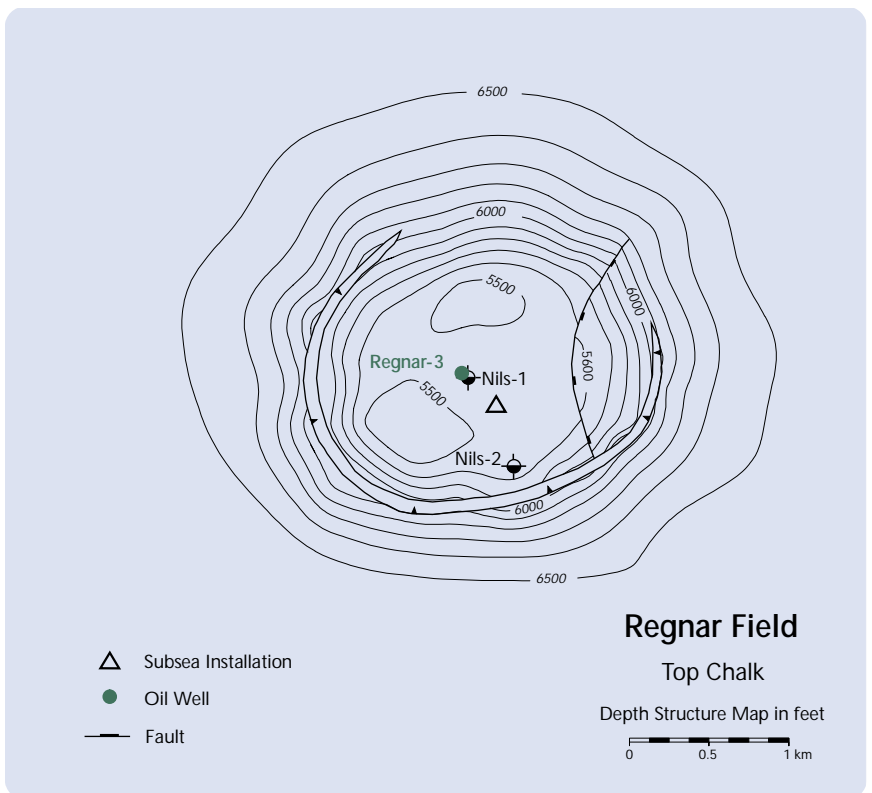 6500
6000
5500
6000
Regnar-3
5600
Nils-1
5500
Nils-2
6000
6500
Regnar Field
Top Chalk
Depth Structure Map in feet
0 0.5 1 km
Subsea Installation
Oil Well
Fault